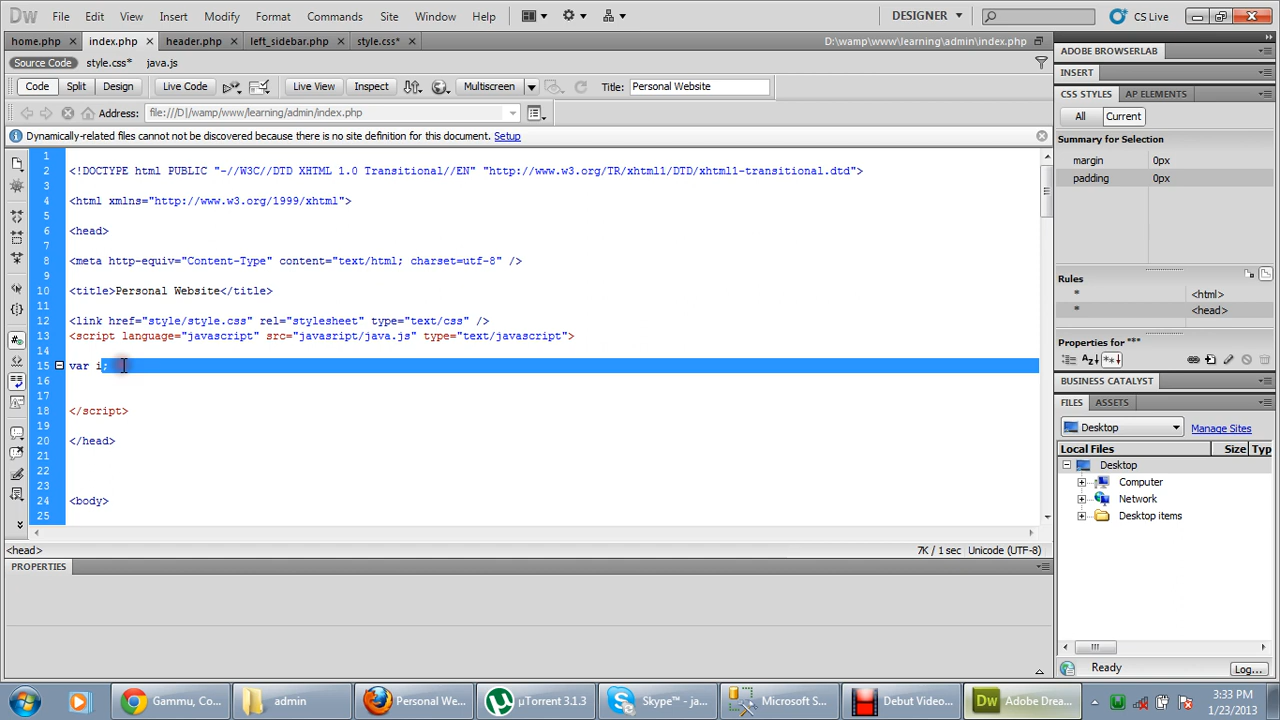 Dw File Edit View Insert Modify Format Commands Site Window Help DESIGNER CS Live
home.php × index.php × header.php × left_sidebar.php × style.css* × D:\wamp\www\learning\admin\index.php
Source Code style.css* java.js
Code Split Design Live Code Live View Inspect Multiscreen Title: Personal Website
Address: file:///D|/wamp/www/learning/admin/index.php
Dynamically-related files cannot be discovered because there is no site definition for this document. Setup
1
2 <!DOCTYPE html PUBLIC "-//W3C//DTD XHTML 1.0 Transitional//EN" "http://www.w3.org/TR/xhtml1/DTD/xhtml1-transitional.dtd">
3
4 <html xmlns="http://www.w3.org/1999/xhtml">
5
6 <head>
7
8 <meta http-equiv="Content-Type" content="text/html; charset=utf-8" />
9
10 <title>Personal Website</title>
11
12 <link href="style/style.css" rel="stylesheet" type="text/css" />
13 <script language="javascript" src="javasript/java.js" type="text/javascript">
14
15 var i;
16
17
18 </script>
19
20 </head>
21
22
23
24 <body>
25
<head> 7K / 1 sec Unicode (UTF-8)
PROPERTIES
ADOBE BROWSERLAB
INSERT
CSS STYLES AP ELEMENTS
All Current
Summary for Selection
margin 0px
padding 0px
Rules
* <html>
* <head>
Properties for "*"
BUSINESS CATALYST
FILES ASSETS
Desktop Manage Sites
Local Files Size Typ
Desktop
Computer
Network
Desktop items
Ready Log...
Gammu, Co... admin Personal We... µTorrent 3.1.3 Skype™ - ja... Microsoft S... Debut Video... Adobe Drea...
3:33 PM
1/23/2013